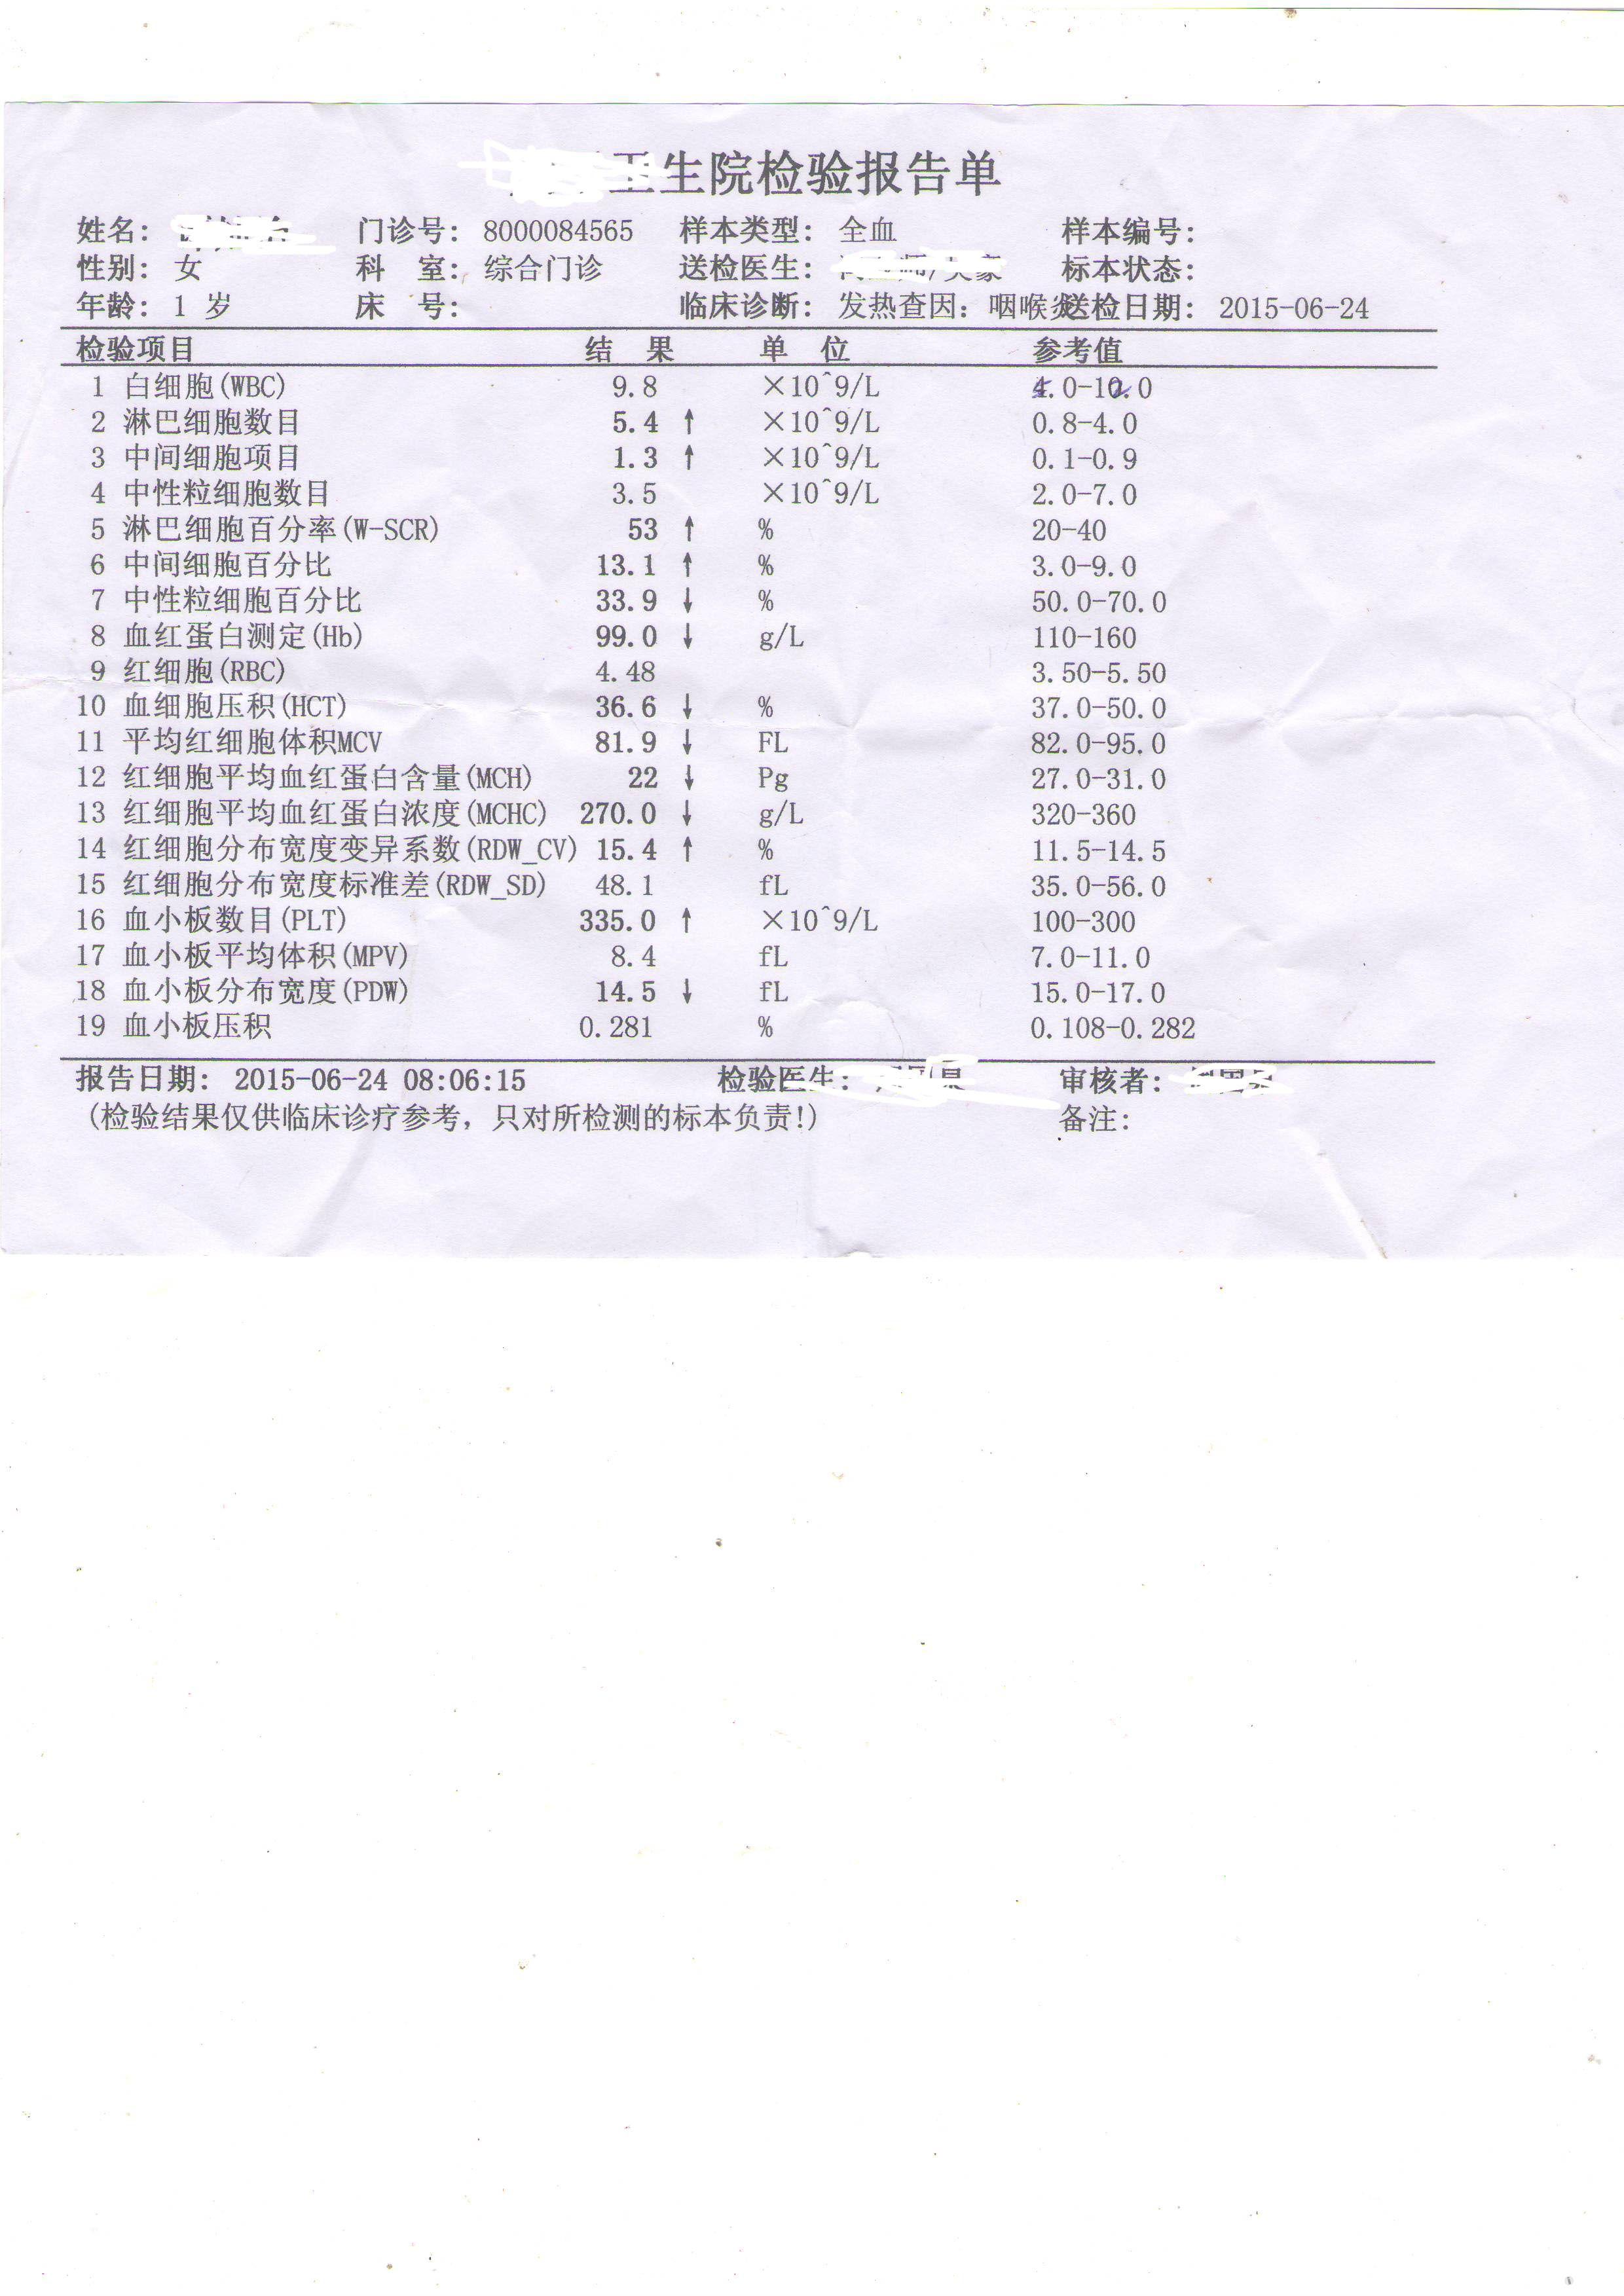 生院检验报告单
姓名： 门诊号：8000084565 样本类型：全血 样本编号：
性别：女 科 室：综合门诊 送检医生： 标本状态：
年龄：1 岁 床 号： 临床诊断：发热查因：咽喉炎 送检日期：2015-06-24
检验项目 结 果 单 位 参考值
1 白细胞(WBC) 9.8 ×10^9/L .0-1.0
2 淋巴细胞数目 5.4 ↑ ×10^9/L 0.8-4.0
3 中间细胞项目 1.3 ↑ ×10^9/L 0.1-0.9
4 中性粒细胞数目 3.5 ×10^9/L 2.0-7.0
5 淋巴细胞百分率(W-SCR) 53 ↑ % 20-40
6 中间细胞百分比 13.1 ↑ % 3.0-9.0
7 中性粒细胞百分比 33.9 ↓ % 50.0-70.0
8 血红蛋白测定(Hb) 99.0 ↓ g/L 110-160
9 红细胞(RBC) 4.48 3.50-5.50
10 血细胞压积(HCT) 36.6 ↓ % 37.0-50.0
11 平均红细胞体积MCV 81.9 ↓ FL 82.0-95.0
12 红细胞平均血红蛋白含量(MCH) 22 ↓ Pg 27.0-31.0
13 红细胞平均血红蛋白浓度(MCHC) 270.0 ↓ g/L 320-360
14 红细胞分布宽度变异系数(RDW_CV) 15.4 ↑ % 11.5-14.5
15 红细胞分布宽度标准差(RDW_SD) 48.1 fL 35.0-56.0
16 血小板数目(PLT) 335.0 ↑ ×10^9/L 100-300
17 血小板平均体积(MPV) 8.4 fL 7.0-11.0
18 血小板分布宽度(PDW) 14.5 ↓ fL 15.0-17.0
19 血小板压积 0.281 % 0.108-0.282
报告日期：2015-06-24 08:06:15 检验医生： 审核者：
(检验结果仅供临床诊疗参考，只对所检测的标本负责!) 备注：